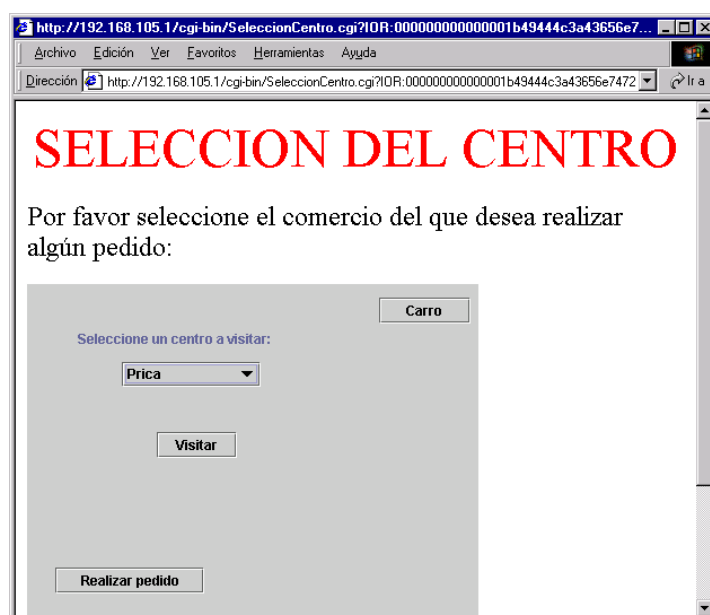 http://192.168.105.1/cgi-bin/SeleccionCentro.cgi?IOR:000000000000001b49444c3a43656e7...
Archivo Edición Ver Favoritos Herramientas Ayuda
Dirección http://192.168.105.1/cgi-bin/SeleccionCentro.cgi?IOR:000000000000001b49444c3a43656e7472 Ir a
SELECCION DEL CENTRO
Por favor seleccione el comercio del que desea realizar
algún pedido:
Carro
Seleccione un centro a visitar:
Prica
Visitar
Realizar pedido